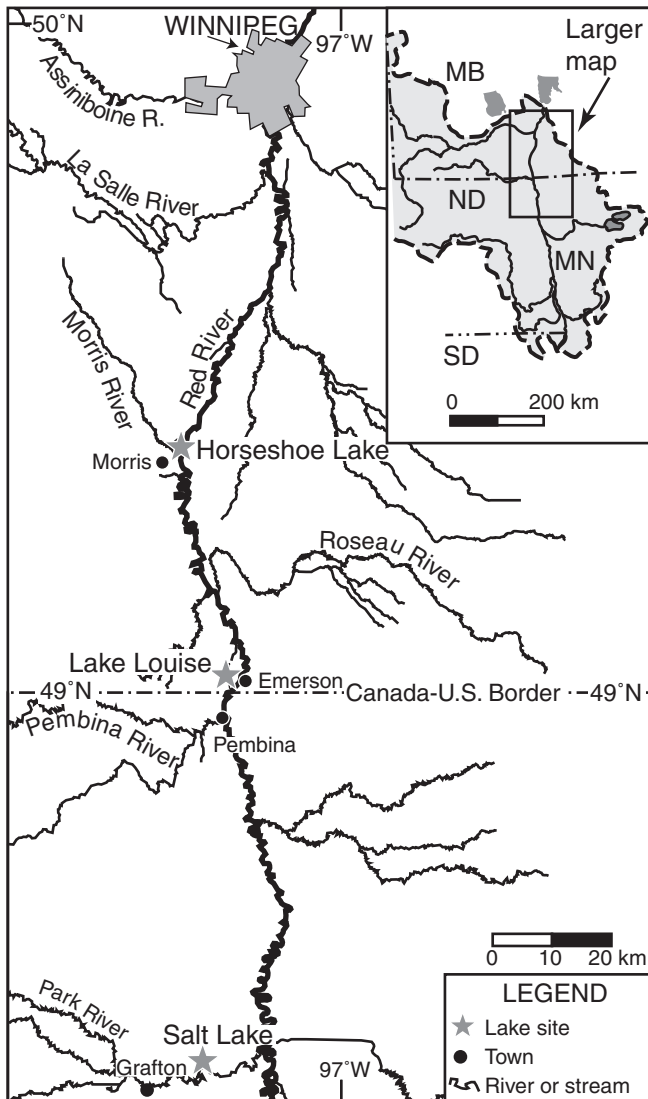 50˚N
WINNIPEG
97˚W
Assiniboine R.
La Salle River
Morris River
Red River
Horseshoe Lake
Morris
Roseau River
Lake Louise
Emerson
49˚N
Canada-U.S. Border
49˚N
Pembina River
Pembina
Park River
Salt Lake
Grafton
97˚W
Larger
map
MB
ND
MN
SD
0 200 km
0 10 20 km
LEGEND
Lake site
Town
River or stream